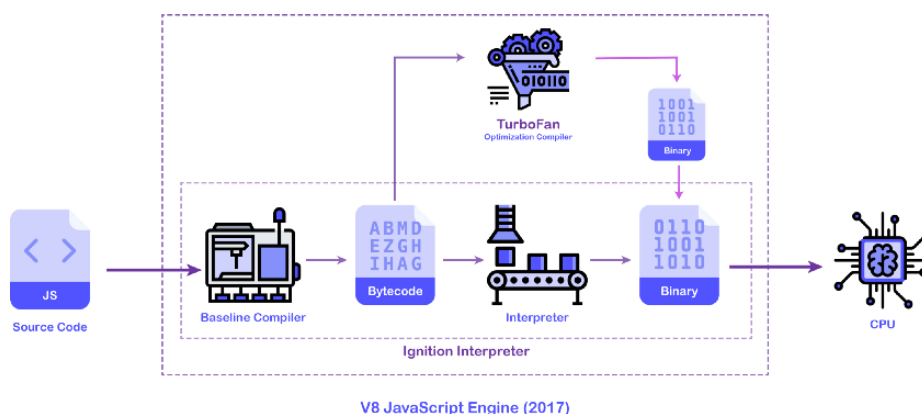 010110
TurboFan
Optimization Compiler
1001
1001
0110
Binary
JS
Source Code
Baseline Compiler
ABMD
EZGH
IHAG
Bytecode
Interpreter
0110
1001
1010
Binary
CPU
Ignition Interpreter
V8 JavaScript Engine (2017)